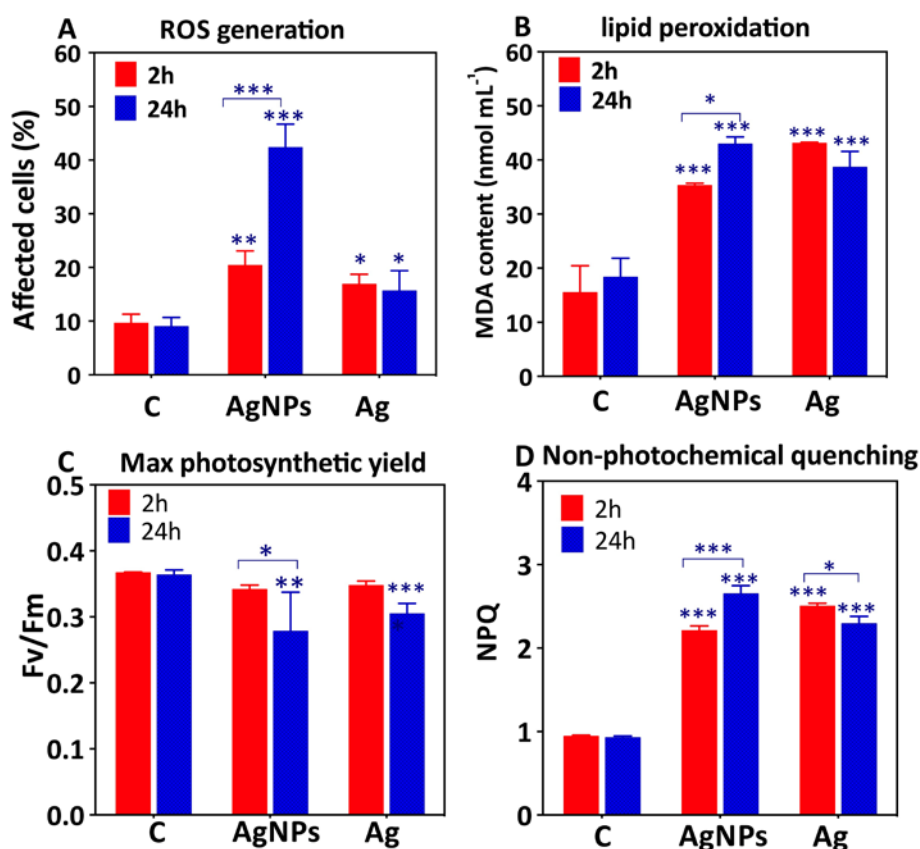 A ROS generation
60
50
40
30
20
10
0
Affected cells (%)
2h
24h
***
***
**
*
*
C AgNPs Ag
B lipid peroxidation
60
50
40
30
20
10
0
MDA content (nmol mL⁻¹)
2h
24h
*
***
***
***
***
C AgNPs Ag
C Max photosynthetic yield
0.5
0.4
0.3
0.2
0.1
0.0
Fv/Fm
2h
24h
*
**
***
*
C AgNPs Ag
D Non-photochemical quenching
4
3
2
1
0
NPQ
2h
24h
***
***
***
*
***
***
C AgNPs Ag